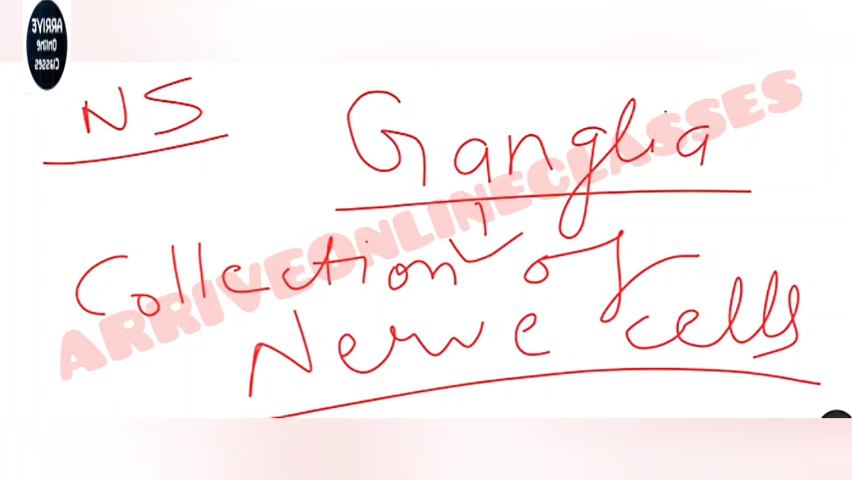 ARRIVE
Online
Classes
NS
Ganglia
Collection of
Nerve cells
ARRIVEONLINECLASSES